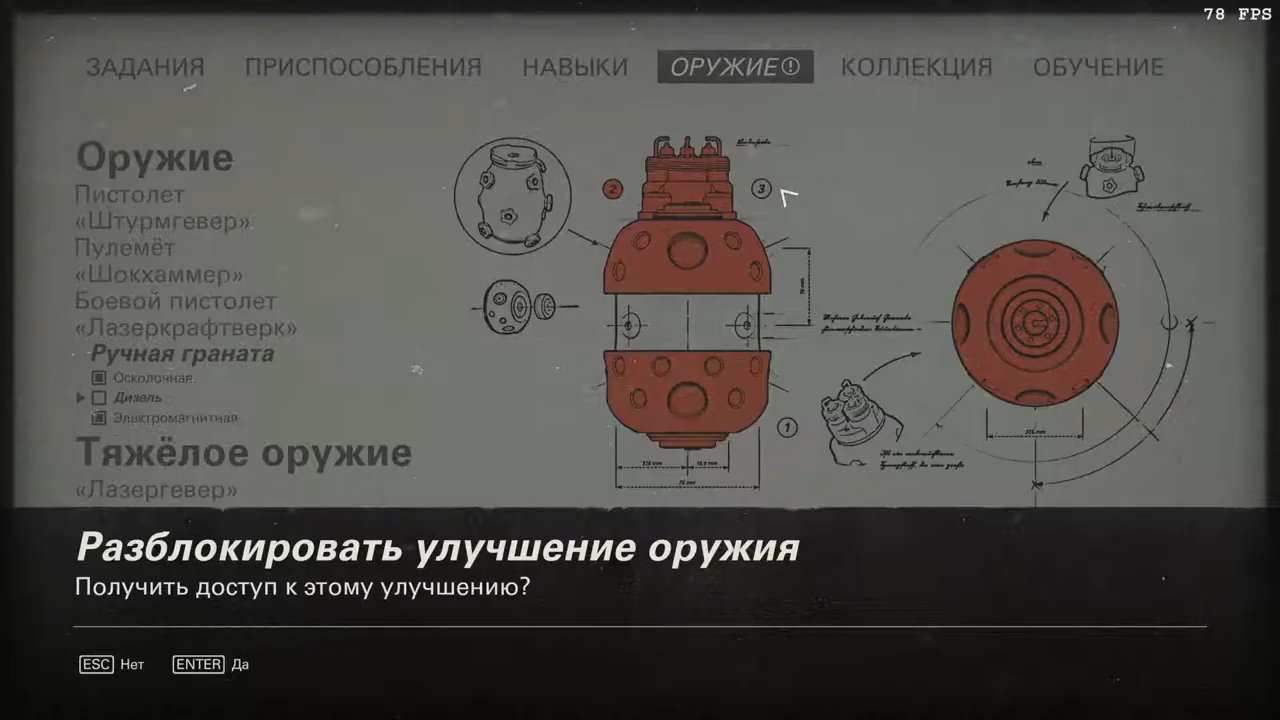 78 FPS
ЗАДАНИЯ ПРИСПОСОБЛЕНИЯ НАВЫКИ ОРУЖИЕ КОЛЛЕКЦИЯ ОБУЧЕНИЕ
Оружие
Пистолет
«Штурмгевер»
Пулемёт
«Шокхаммер»
Боевой пистолет
«Лазеркрафтверк»
Ручная граната
Осколочная
Дизель
Электромагнитная
Тяжёлое оружие
«Лазергевер»
2
3
1
Разблокировать улучшение оружия
Получить доступ к этому улучшению?
ESC Нет ENTER Да